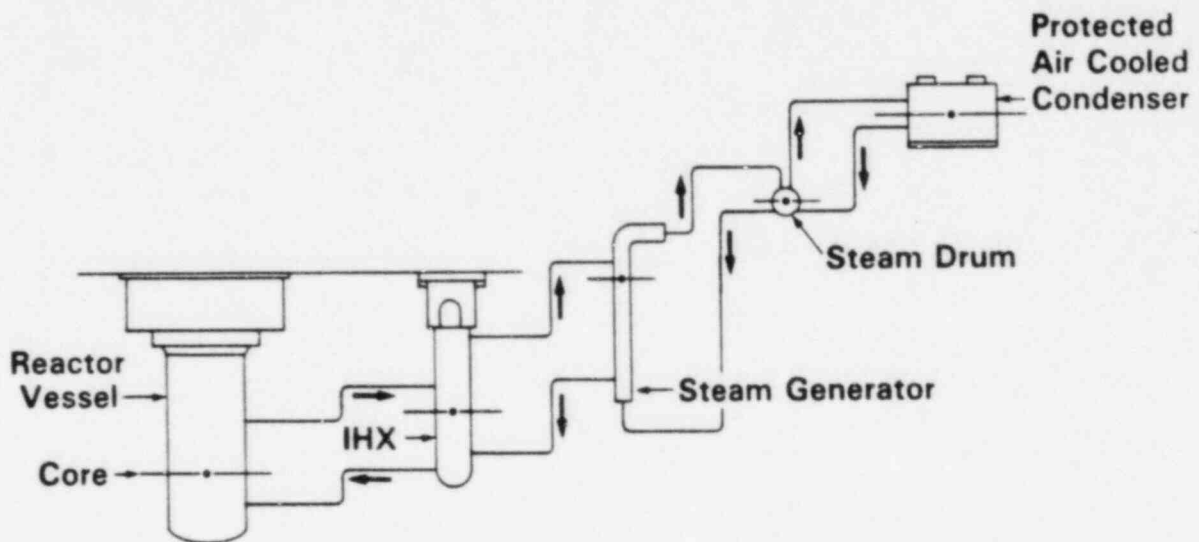 Protected
Air Cooled
Condenser
Steam Drum
Reactor
Vessel
Steam Generator
IHX
Core